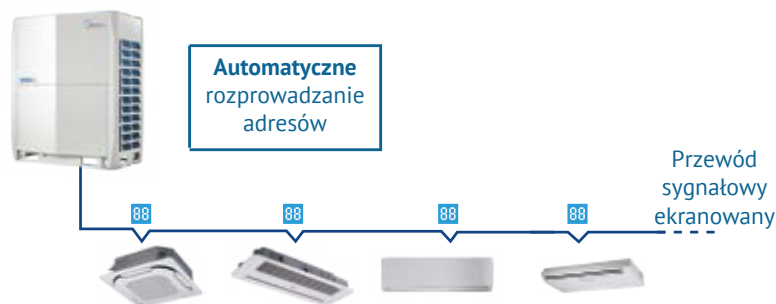 Automatyczne
rozprowadzanie
adresów
Przewód
sygnałowy
ekranowany
88
88
88
88